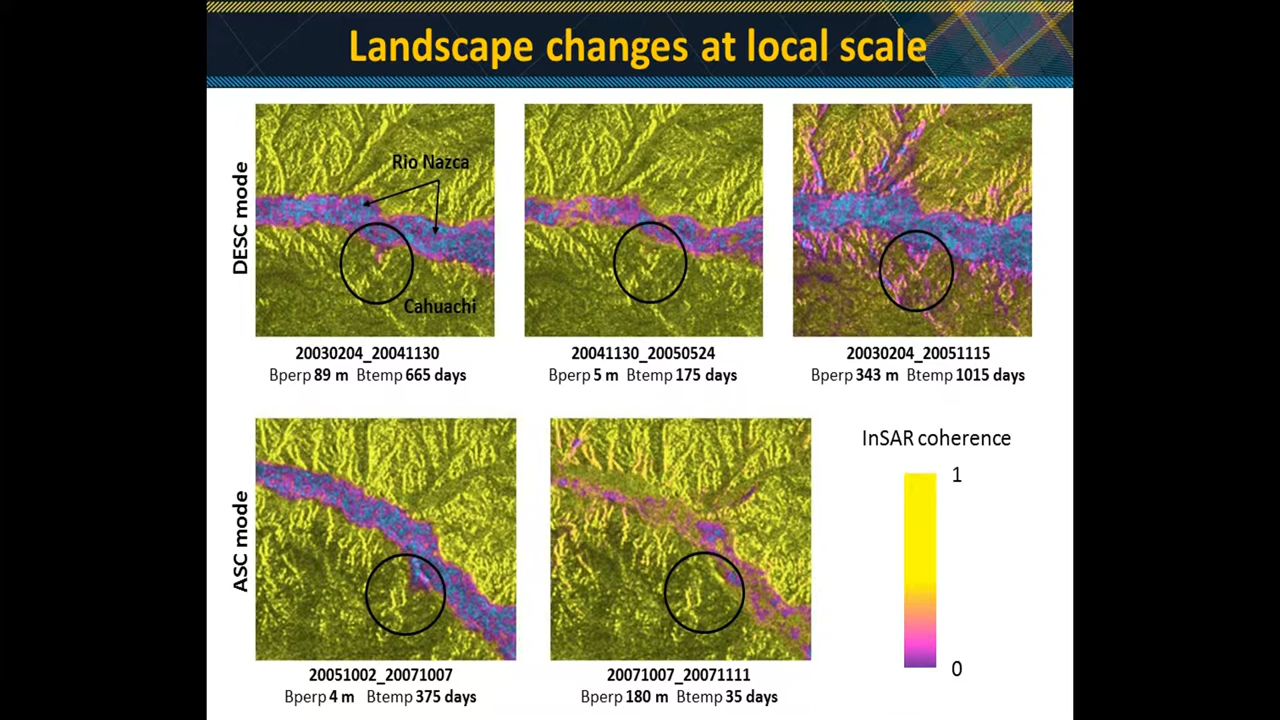 Landscape changes at local scale
DESC mode
Rio Nazca
Cahuachi
20030204_20041130
Bperp 89 m Btemp 665 days
20041130_20050524
Bperp 5 m Btemp 175 days
20030204_20051115
Bperp 343 m Btemp 1015 days
ASC mode
20051002_20071007
Bperp 4 m Btemp 375 days
20071007_20071111
Bperp 180 m Btemp 35 days
InSAR coherence
1
0